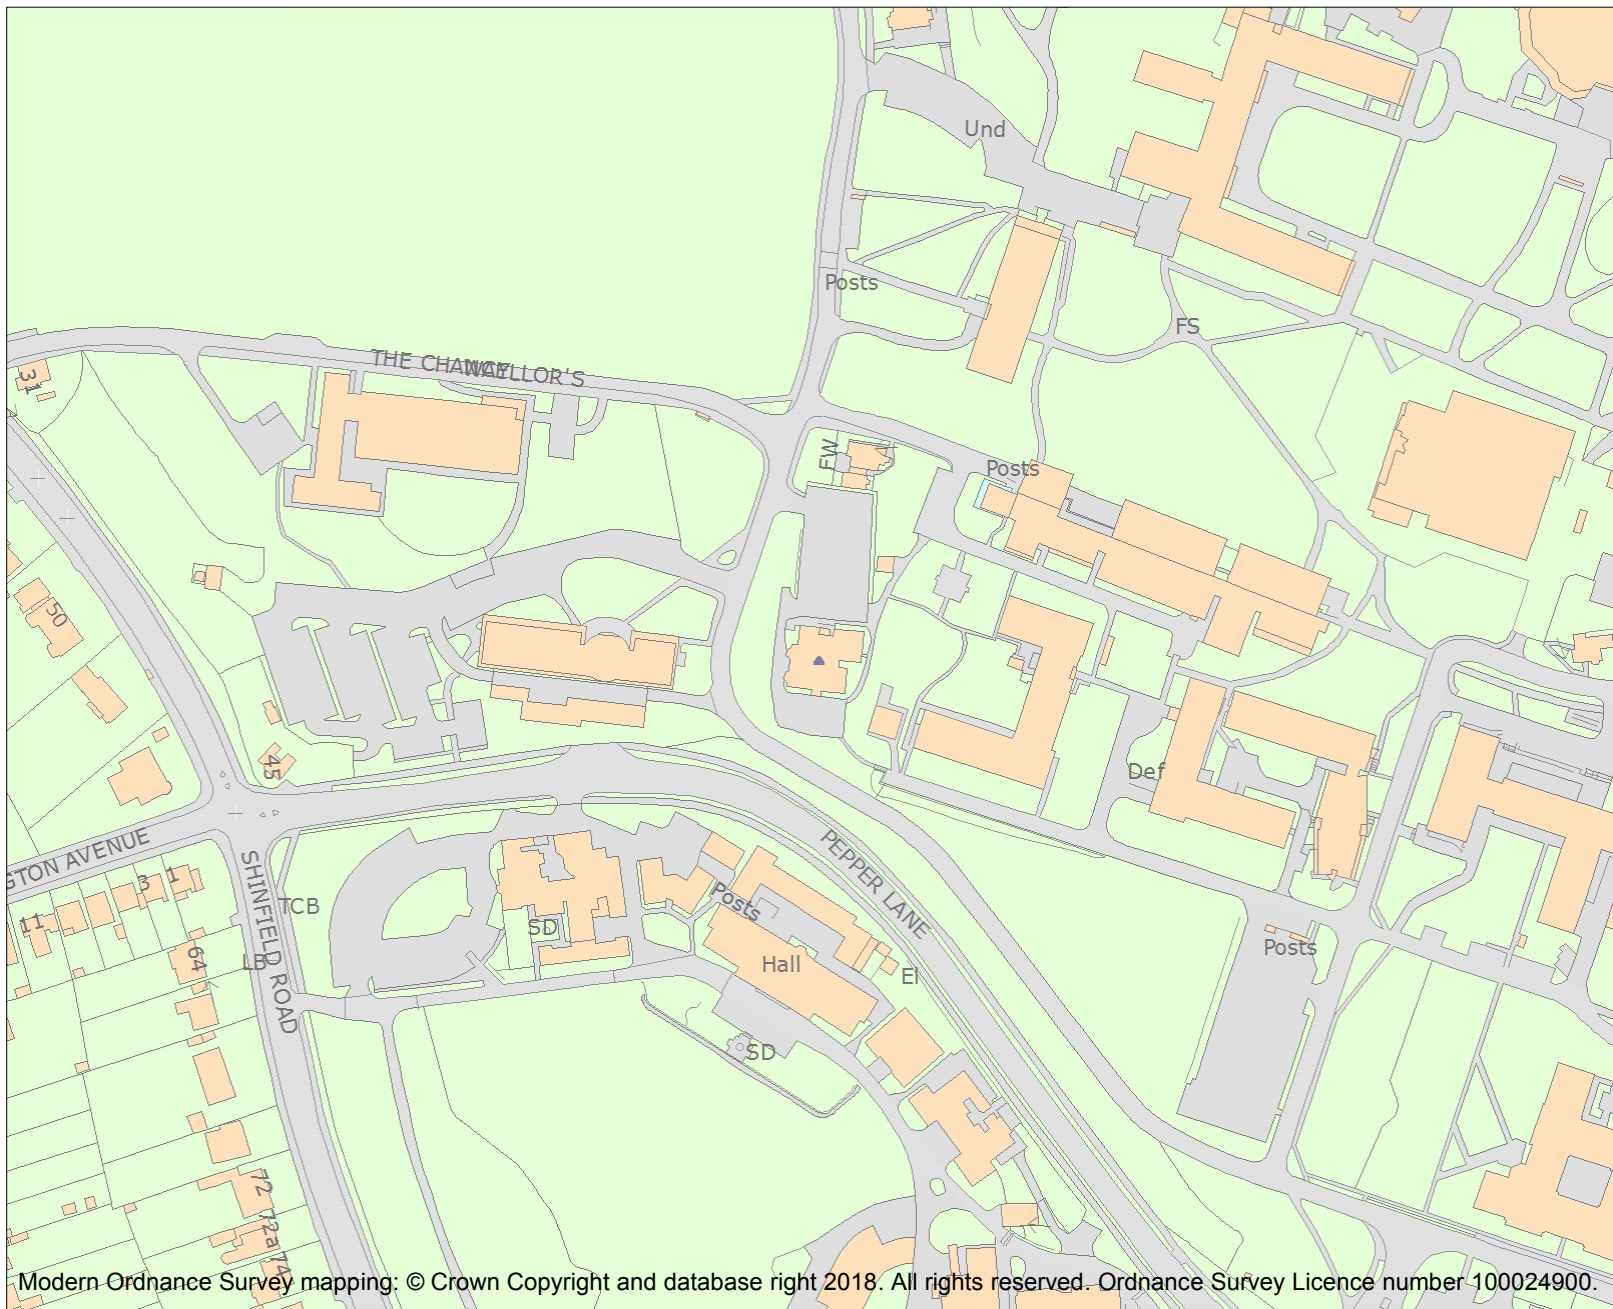 Und
Posts
FS
THE CHANCELLOR'S
WAY
31
FW
Posts
50
45
Def
GTON AVENUE
3
1
11
SHINFIELD ROAD
TCB
LB
64
SD
Posts
PEPPER LANE
Hall
El
SD
Posts
72
72a
74
Modern Ordnance Survey mapping: © Crown Copyright and database right 2018. All rights reserved. Ordnance Survey Licence number 100024900.